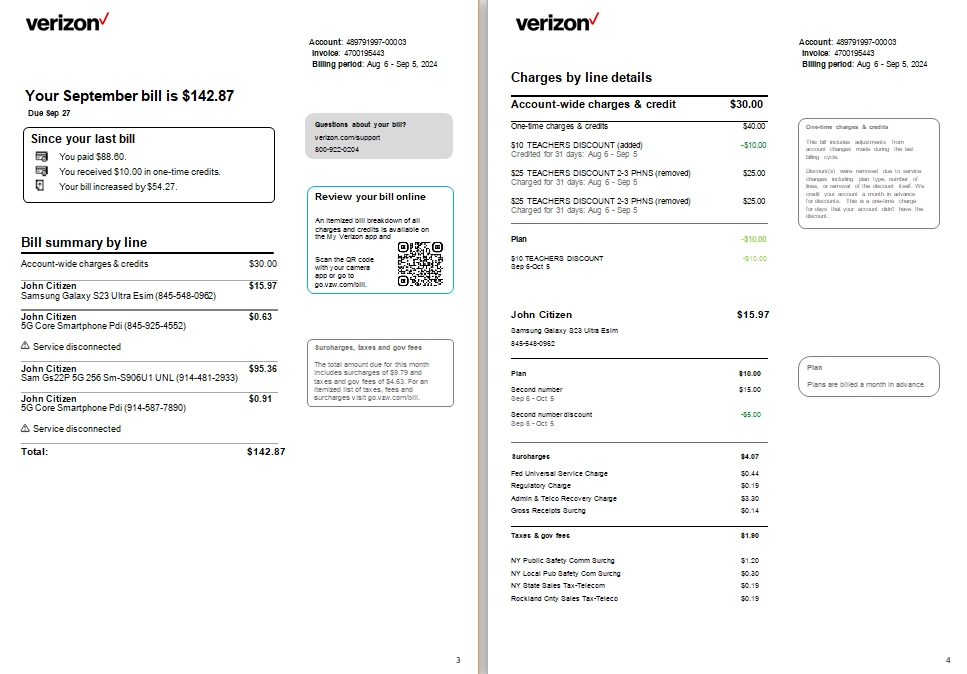 verizon
Account: 489791997-00003
Invoice: 4700195443
Billing period: Aug 6 - Sep 5, 2024
Your September bill is $142.87
Due Sep 27
Since your last bill
You paid $88.60.
You received $10.00 in one-time credits.
Your bill increased by $54.27.
Questions about your bill?
verizon.com/support
800-922-0204
Review your bill online
An itemized bill breakdown of all
charges and credits is available on
the My Verizon app and
Scan the QR code
with your camera
app or go to
go.vzw.com/bill.
Bill summary by line
Account-wide charges & credits $30.00
John Citizen $15.97
Samsung Galaxy S23 Ultra Esim (845-548-0962)
John Citizen $0.63
5G Core Smartphone Pdi (845-925-4552)
Service disconnected
John Citizen $95.36
Sam Gs22P 5G 256 Sm-S906U1 UNL (914-481-2933)
John Citizen $0.91
5G Core Smartphone Pdi (914-587-7890)
Service disconnected
Total: $142.87
Surcharges, taxes and gov fees
The total amount due for this month
includes surcharges of $9.79 and
taxes and gov fees of $4.63. For an
itemized list of taxes, fees and
surcharges visit go.vzw.com/bill.
3
verizon
Account: 489791997-00003
Invoice: 4700195443
Billing period: Aug 6 - Sep 5, 2024
Charges by line details
Account-wide charges & credit $30.00
One-time charges & credits $40.00
$10 TEACHERS DISCOUNT (added) -$10.00
Credited for 31 days: Aug 6 - Sep 5
$25 TEACHERS DISCOUNT 2-3 PHNS (removed) $25.00
Charged for 31 days: Aug 6 - Sep 5
$25 TEACHERS DISCOUNT 2-3 PHNS (removed) $25.00
Charged for 31 days: Aug 6 - Sep 5
Plan -$10.00
$10 TEACHERS DISCOUNT -$10.00
Sep 6-Oct 5
One-time charges & credits
This bill includes adjustments from
account changes made during the last
billing cycle.
Discount(s) were removed due to service
changes including plan type, number of
lines, or removal of the discount itself. We
credit your account a month in advance
for discounts. This is a one-time charge
for days that your account didn't have the
discount.
John Citizen $15.97
Samsung Galaxy S23 Ultra Esim
845-548-0962
Plan $10.00
Second number $15.00
Sep 6 - Oct 5
Second number discount -$5.00
Sep 6 - Oct 5
Plan
Plans are billed a month in advance.
Surcharges $4.07
Fed Universal Service Charge $0.44
Regulatory Charge $0.19
Admin & Telco Recovery Charge $3.30
Gross Receipts Surchg $0.14
Taxes & gov fees $1.90
NY Public Safety Comm Surchg $1.20
NY Local Pub Safety Com Surchg $0.30
NY State Sales Tax-Telecom $0.19
Rockland Cnty Sales Tax-Teleco $0.19
4